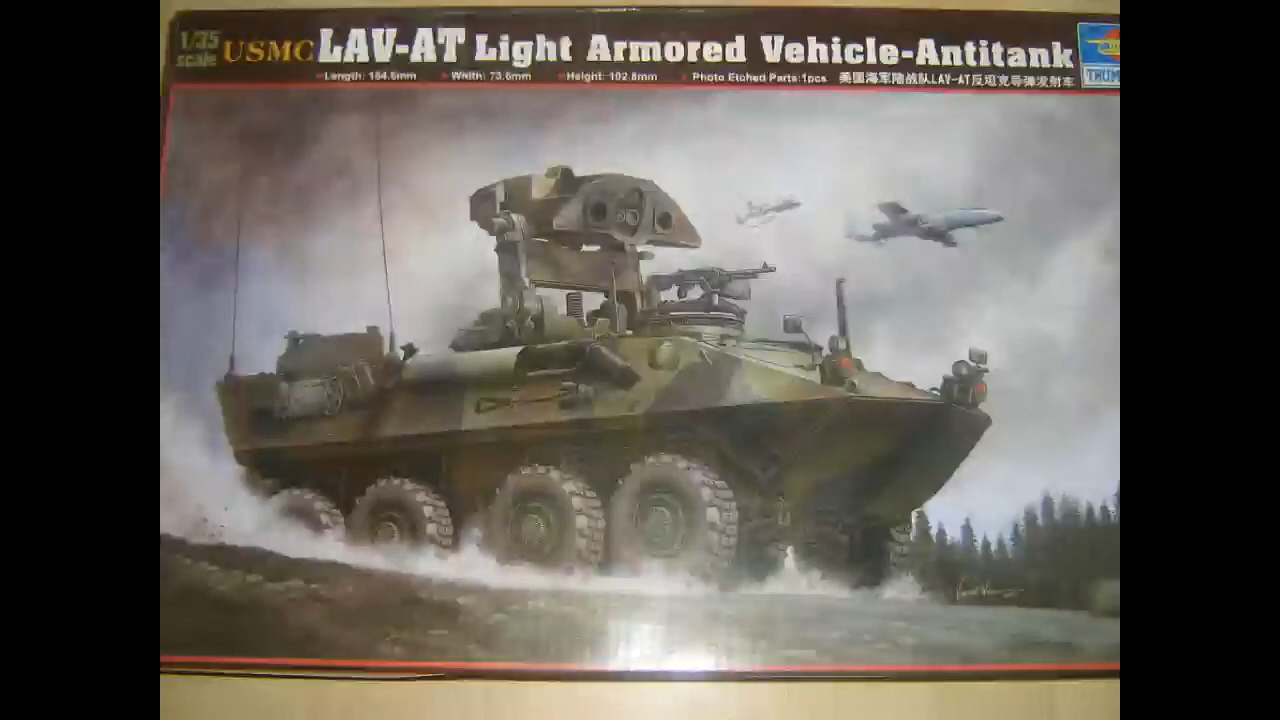 1/35 scale USMC LAV-AT Light Armored Vehicle-Antitank
Length: 184.5mm Width: 73.6mm Height: 102.8mm Photo Etched Parts:1pcs 美国海军陆战队LAV-AT反坦克导弹发射车
TRUM